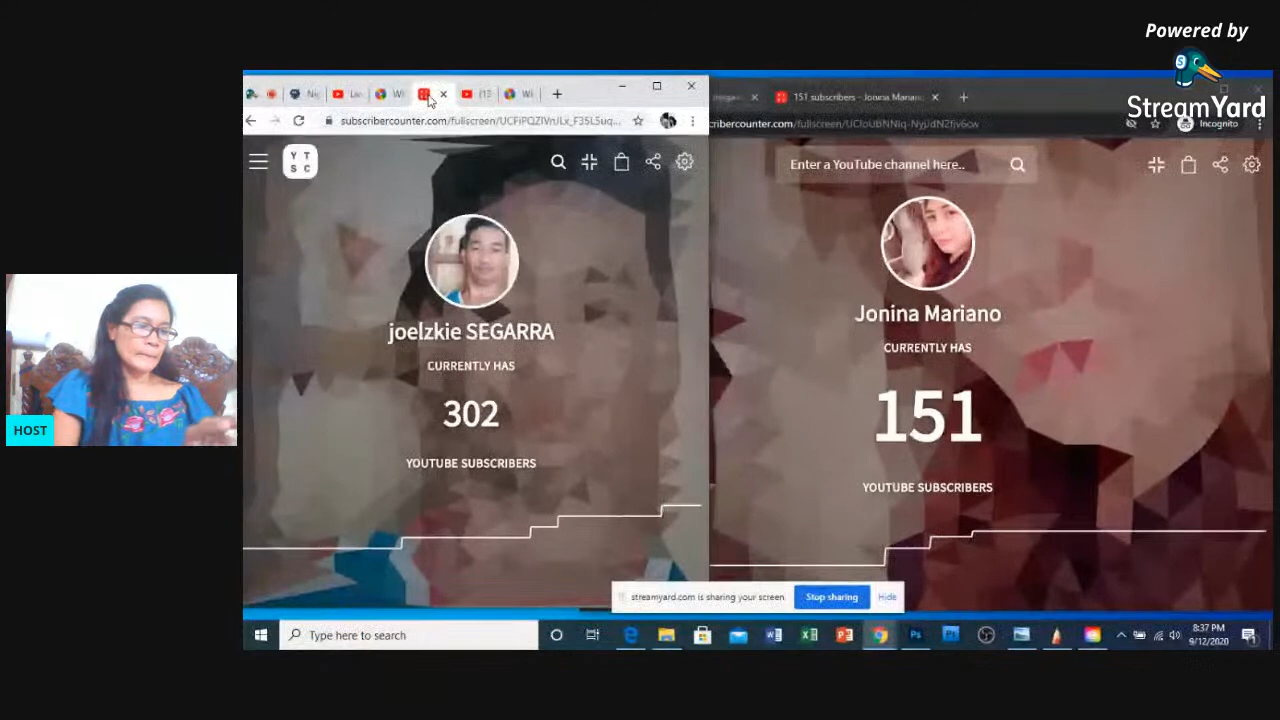 Powered by
StreamYard
151 subscribers - Jonina Mariano
subscribercounter.com/fullscreen/
Incognito
Y T
S C
Enter a YouTube channel here..
joelzkie SEGARRA
CURRENTLY HAS
302
YOUTUBE SUBSCRIBERS
Jonina Mariano
CURRENTLY HAS
151
YOUTUBE SUBSCRIBERS
HOST
streamyard.com is sharing your screen.
Stop sharing
Hide
Type here to search
8:37 PM
9/12/2020